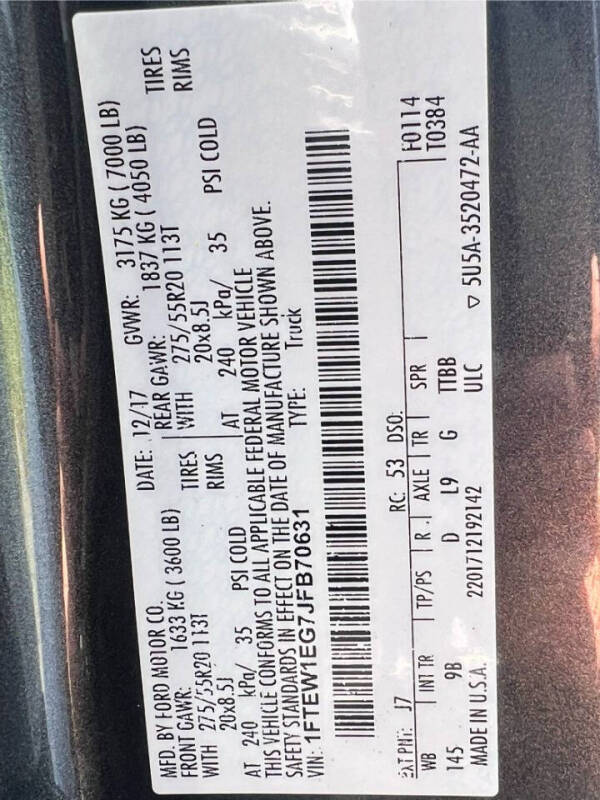 MFD. BY FORD MOTOR CO. DATE: 12/17 GVWR: 3175 KG ( 7000 LB)
FRONT GAWR: 1633 KG ( 3600 LB) REAR GAWR: 1837 KG ( 4050 LB)
WITH 275/55R20 113T TIRES WITH 275/55R20 113T TIRES
20x8.5J RIMS 20x8.5J RIMS
AT 240 kPa/ 35 PSI COLD AT 240 kPa/ 35 PSI COLD
THIS VEHICLE CONFORMS TO ALL APPLICABLE FEDERAL MOTOR VEHICLE
SAFETY STANDARDS IN EFFECT ON THE DATE OF MANUFACTURE SHOWN ABOVE.
VIN: 1FTEW1EG7JFB70631 TYPE: Truck
F0114
T0384
EXT PNT: J7 RC: 53 DSO:
WB INT TR TP/PS R. AXLE TR SPR
145 9B D L9 G TTBB
MADE IN U.S.A. 2201712192142 ULC ▽ 5U5A-3520472-AA